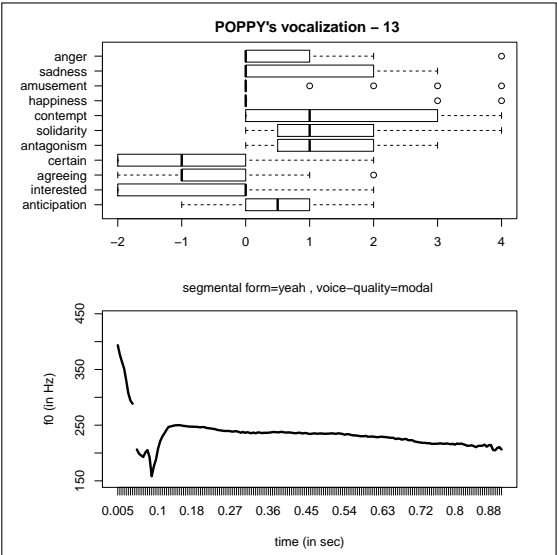 POPPY's vocalization – 13
anger
sadness
amusement
happiness
contempt
solidarity
antagonism
certain
agreeing
interested
anticipation
−2 −1 0 1 2 3 4
segmental form=yeah , voice−quality=modal
f0 (in Hz)
450
350
250
150
0.005 0.1 0.18 0.27 0.36 0.45 0.54 0.63 0.72 0.8 0.88
time (in sec)